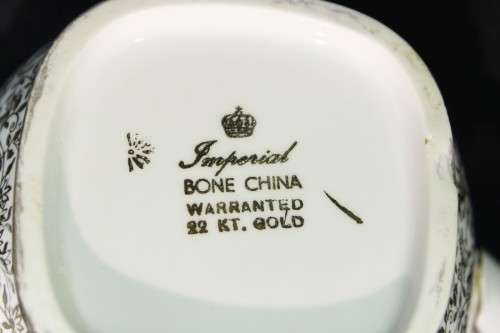 Imperial
BONE CHINA
WARRANTED
22 KT. GOLD